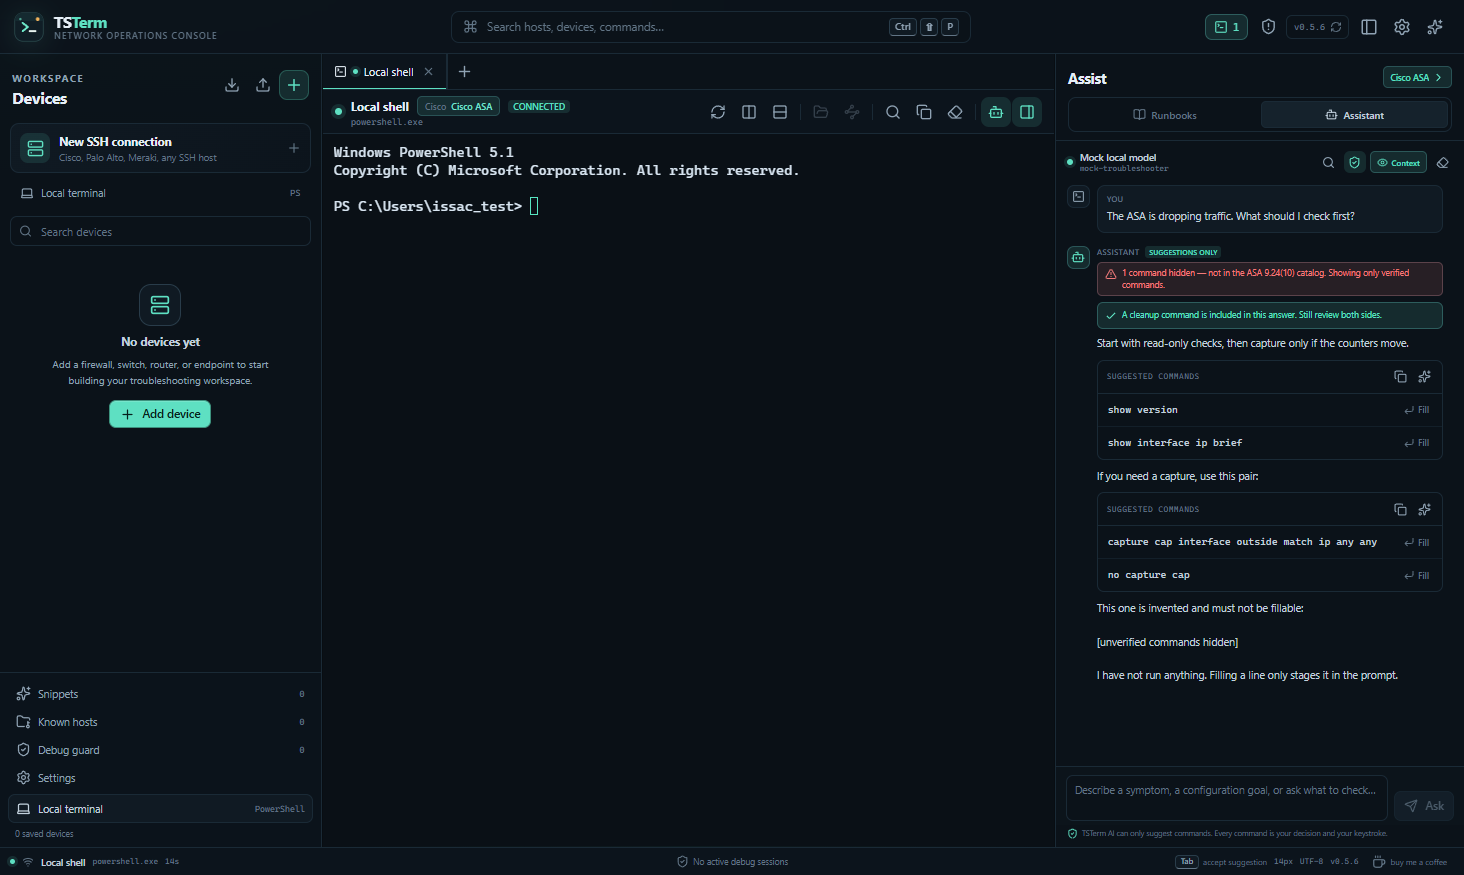 TSTerm
NETWORK OPERATIONS CONSOLE
Search hosts, devices, commands...
Ctrl
P
1
v0.5.6
WORKSPACE
Devices
New SSH connection
Cisco, Palo Alto, Meraki, any SSH host
Local terminal
PS
Search devices
No devices yet
Add a firewall, switch, router, or endpoint to start
building your troubleshooting workspace.
Add device
Snippets
0
Known hosts
0
Debug guard
0
Settings
Local terminal
PowerShell
0 saved devices
Local shell
Local shell
Cisco Cisco ASA
CONNECTED
powershell.exe
Windows PowerShell 5.1
Copyright (C) Microsoft Corporation. All rights reserved.
PS C:\Users\issac_test>
Assist
Cisco ASA
Runbooks
Assistant
Mock local model
mock-troubleshooter
Context
YOU
The ASA is dropping traffic. What should I check first?
ASSISTANT
SUGGESTIONS ONLY
1 command hidden — not in the ASA 9.24(10) catalog. Showing only verified
commands.
A cleanup command is included in this answer. Still review both sides.
Start with read-only checks, then capture only if the counters move.
SUGGESTED COMMANDS
show version
Fill
show interface ip brief
Fill
If you need a capture, use this pair:
SUGGESTED COMMANDS
capture cap interface outside match ip any any
Fill
no capture cap
Fill
This one is invented and must not be fillable:
[unverified commands hidden]
I have not run anything. Filling a line only stages it in the prompt.
Describe a symptom, a configuration goal, or ask what to check...
Ask
TSTerm AI can only suggest commands. Every command is your decision and your keystroke.
Local shell
powershell.exe
14s
No active debug sessions
Tab
accept suggestion
14px
UTF-8
v0.5.6
buy me a coffee